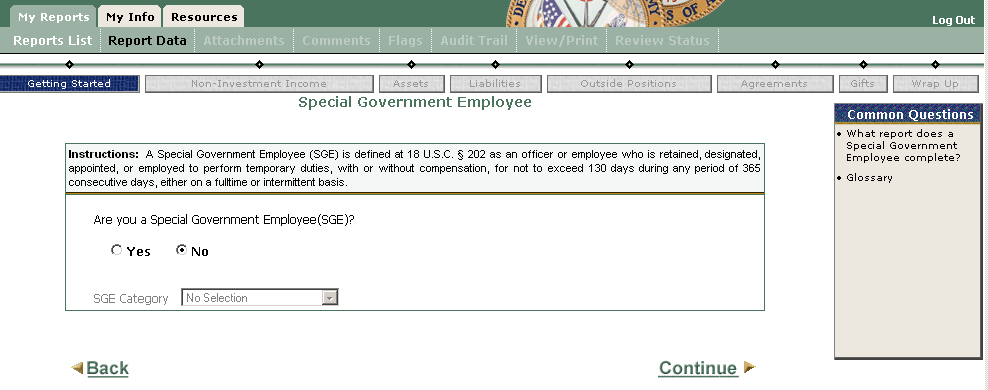 My Reports My Info Resources
Log Out
Reports List Report Data Attachments Comments Flags Audit Trail View/Print Review Status
Getting Started Non-Investment Income Assets Liabilities Outside Positions Agreements Gifts Wrap Up
Special Government Employee
Common Questions
• What report does a
Special Government
Employee complete?
• Glossary
Instructions: A Special Government Employee (SGE) is defined at 18 U.S.C. § 202 as an officer or employee who is retained, designated,
appointed, or employed to perform temporary duties, with or without compensation, for not to exceed 130 days during any period of 365
consecutive days, either on a fulltime or intermittent basis.
Are you a Special Government Employee(SGE)?
Yes No
SGE Category No Selection
Back Continue